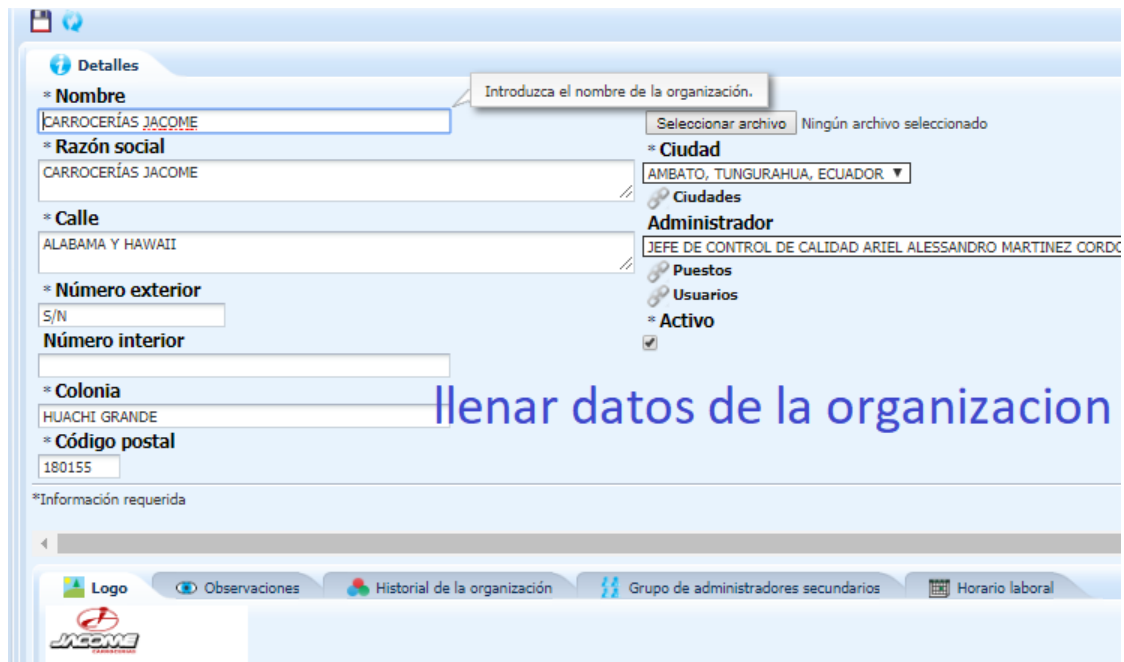 Detalles
* Nombre
Introduzca el nombre de la organización.
CARROCERÍAS JACOME
Seleccionar archivo Ningún archivo seleccionado
* Razón social
CARROCERÍAS JACOME
* Ciudad
AMBATO, TUNGURAHUA, ECUADOR
Ciudades
* Calle
ALABAMA Y HAWAII
Administrador
JEFE DE CONTROL DE CALIDAD ARIEL ALESSANDRO MARTINEZ CORDO
Puestos
* Número exterior
S/N
Usuarios
* Activo
Número interior
* Colonia
HUACHI GRANDE
llenar datos de la organizacion
* Código postal
180155
*Información requerida
Logo Observaciones Historial de la organización Grupo de administradores secundarios Horario laboral
JACOME
CARROCERIAS